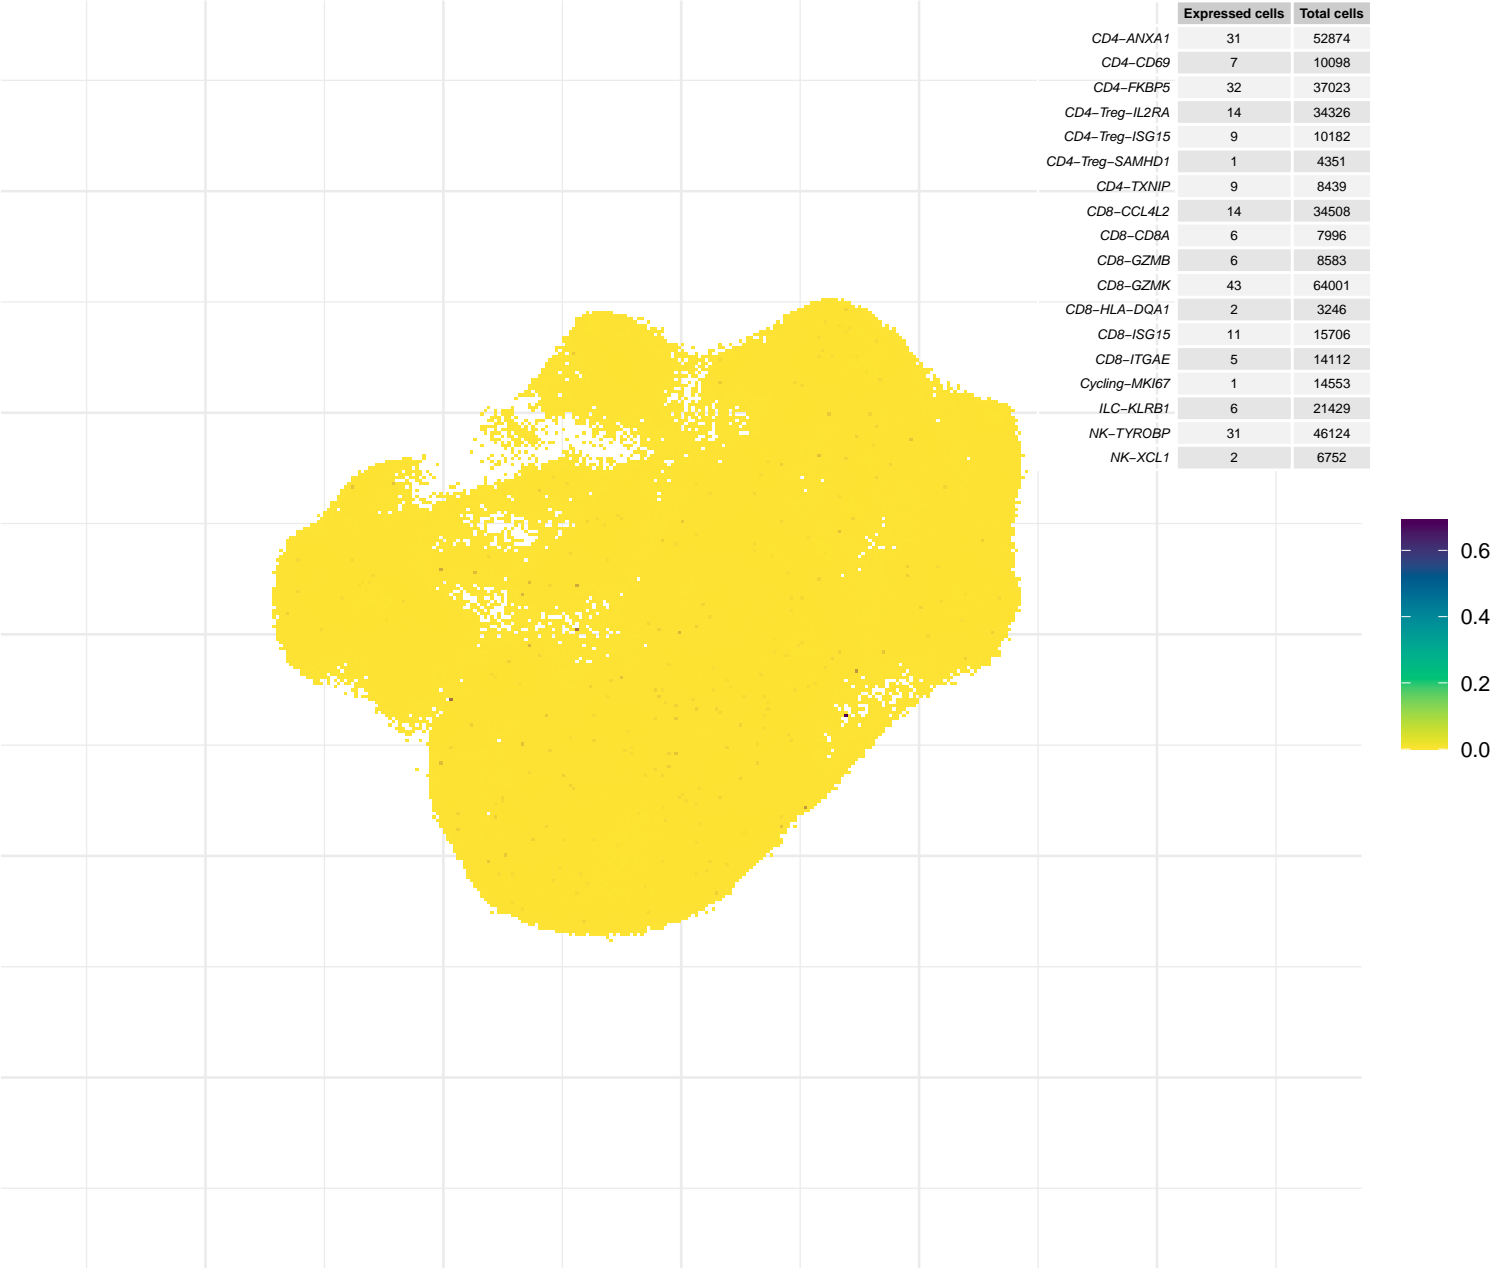 Expressed cells Total cells
CD4−ANXA1 31 52874
CD4−CD69 7 10098
CD4−FKBP5 32 37023
CD4−Treg−IL2RA 14 34326
CD4−Treg−ISG15 9 10182
CD4−Treg−SAMHD1 1 4351
CD4−TXNIP 9 8439
CD8−CCL4L2 14 34508
CD8−CD8A 6 7996
CD8−GZMB 6 8583
CD8−GZMK 43 64001
CD8−HLA−DQA1 2 3246
CD8−ISG15 11 15706
CD8−ITGAE 5 14112
Cycling−MKI67 1 14553
ILC−KLRB1 6 21429
NK−TYROBP 31 46124
NK−XCL1 2 6752
0.6
0.4
0.2
0.0